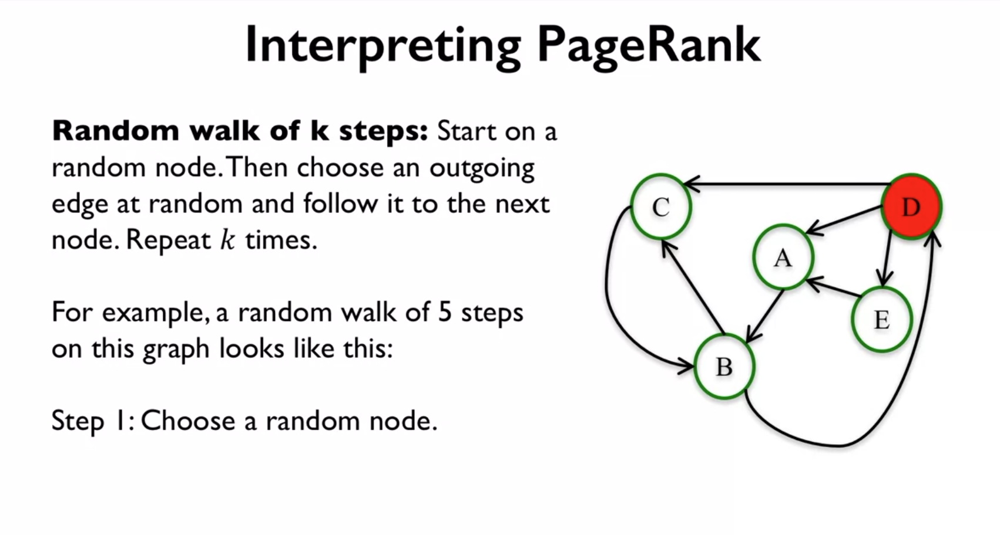 Interpreting PageRank
Random walk of k steps: Start on a
random node. Then choose an outgoing
edge at random and follow it to the next
node. Repeat k times.
For example, a random walk of 5 steps
on this graph looks like this:
Step 1: Choose a random node.
C
D
A
E
B